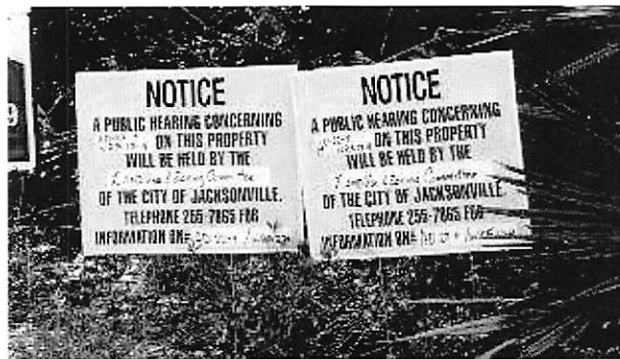 NOTICE
A PUBLIC HEARING CONCERNING
ON THIS PROPERTY
WILL BE HELD BY THE
OF THE CITY OF JACKSONVILLE.
TELEPHONE 255-7865 FOR
INFORMATION ON#
NOTICE
A PUBLIC HEARING CONCERNING
ON THIS PROPERTY
WILL BE HELD BY THE
OF THE CITY OF JACKSONVILLE.
TELEPHONE 255-7865 FOR
INFORMATION ON#
9